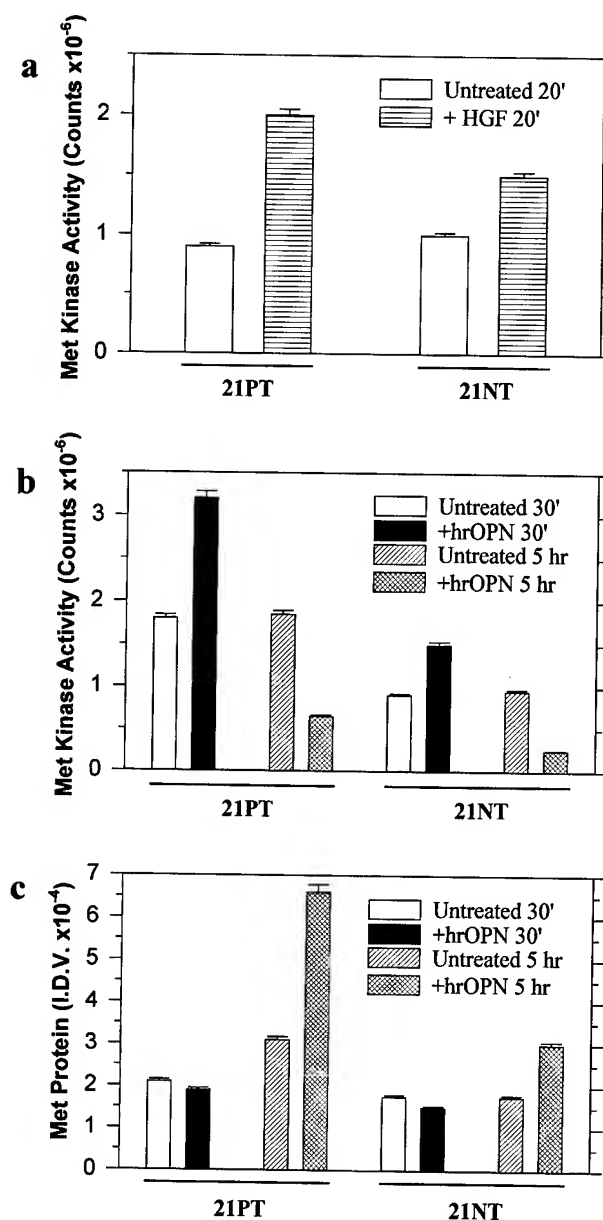 a
Met Kinase Activity (Counts x10-6)
2
1
0
Untreated 20'
+ HGF 20'
21PT
21NT
b
Met Kinase Activity (Counts x10-6)
3
2
1
0
Untreated 30'
+hrOPN 30'
Untreated 5 hr
+hrOPN 5 hr
21PT
21NT
c
Met Protein (I.D.V. x10-4)
7
6
5
4
3
2
1
0
Untreated 30'
+hrOPN 30'
Untreated 5 hr
+hrOPN 5 hr
21PT
21NT